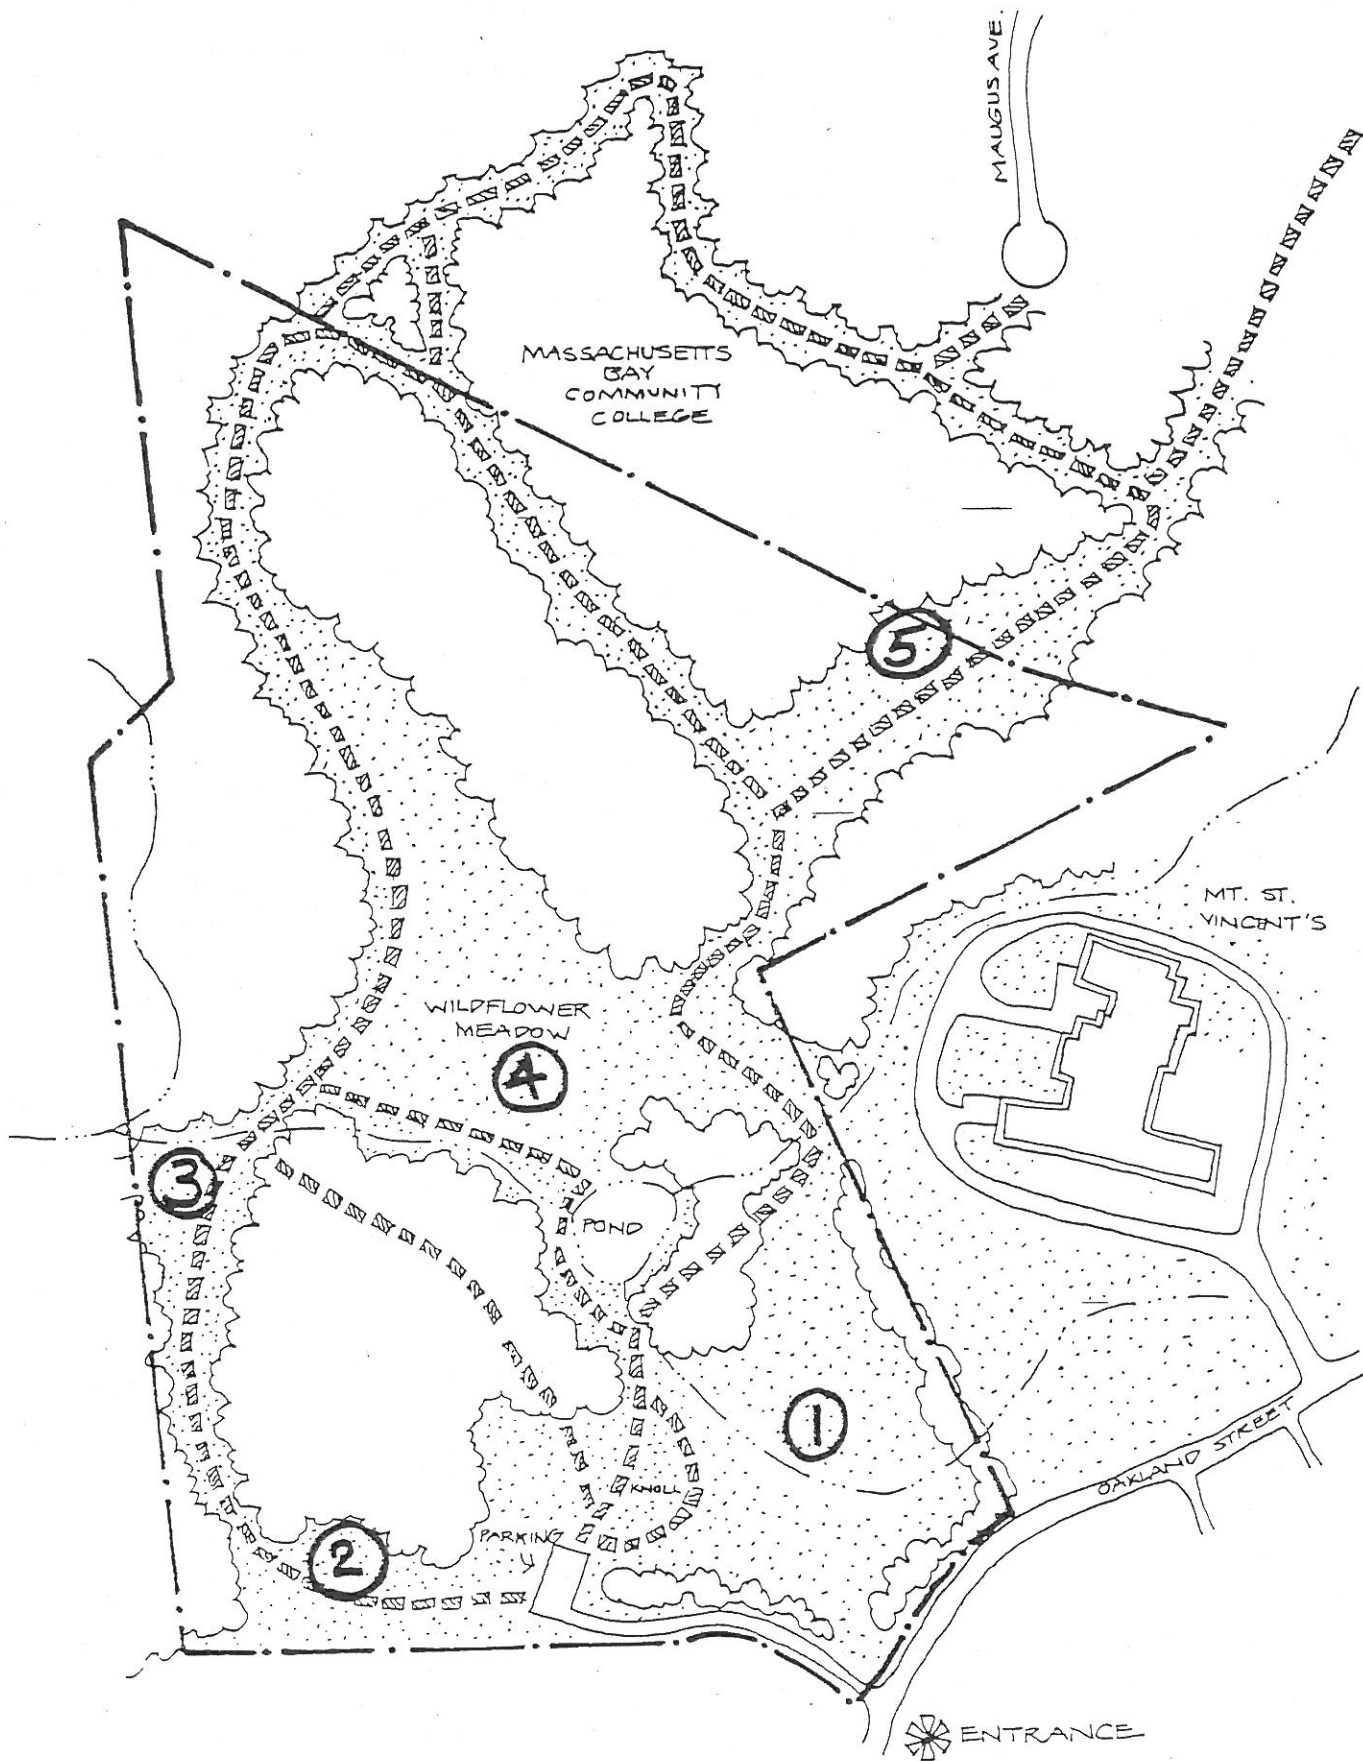 MAUGUS AVE.
MASSACHUSETTS
BAY
COMMUNITY
COLLEGE
5
MT. ST.
VINCENT'S
WILDFLOWER
MEADOW
4
3
POND
1
KNOLL
OAKLAND STREET
PARKING
2
ENTRANCE